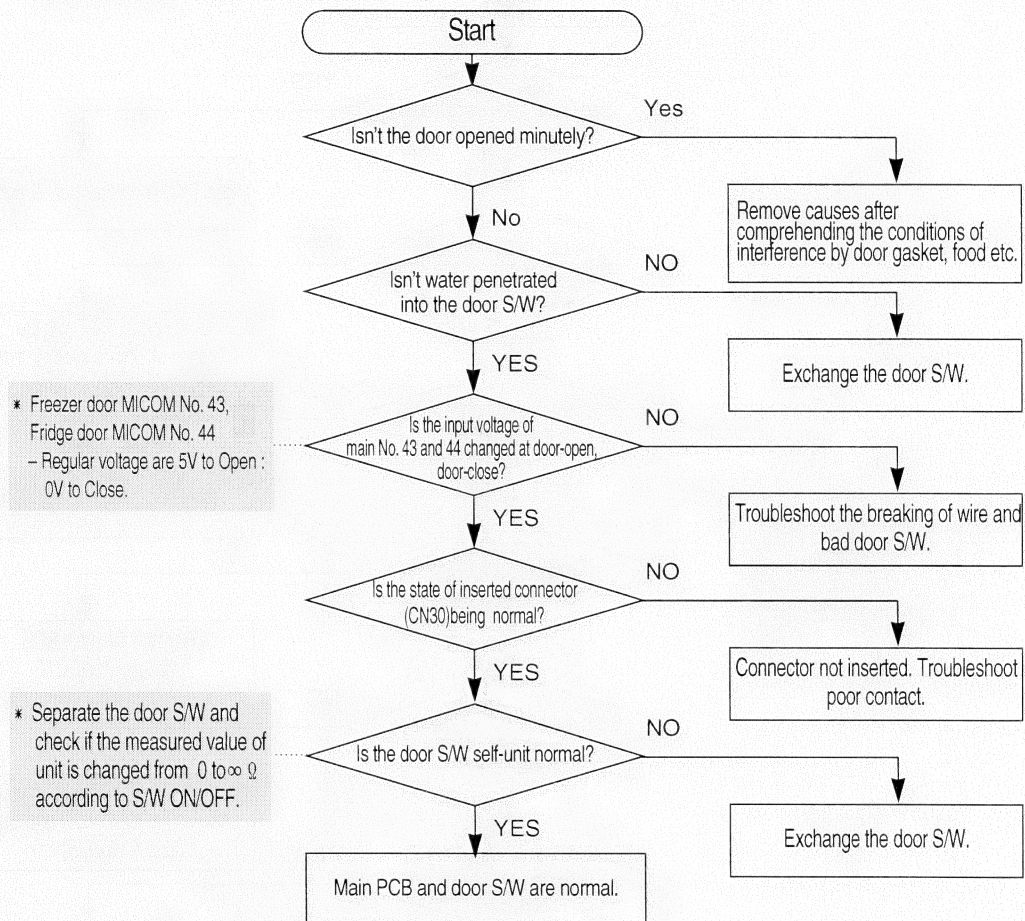 Start
Isn't the door opened minutely?
Yes
Remove causes after
comprehending the conditions of
interference by door gasket, food etc.
No
Isn't water penetrated
into the door S/W?
NO
Exchange the door S/W.
YES
* Freezer door MICOM No. 43,
Fridge door MICOM No. 44
– Regular voltage are 5V to Open :
0V to Close.
Is the input voltage of
main No. 43 and 44 changed at door-open,
door-close?
NO
Troubleshoot the breaking of wire and
bad door S/W.
YES
Is the state of inserted connector
(CN30)being normal?
NO
Connector not inserted. Troubleshoot
poor contact.
YES
* Separate the door S/W and
check if the measured value of
unit is changed from 0 to∞ Ω
according to S/W ON/OFF.
Is the door S/W self-unit normal?
NO
Exchange the door S/W.
YES
Main PCB and door S/W are normal.